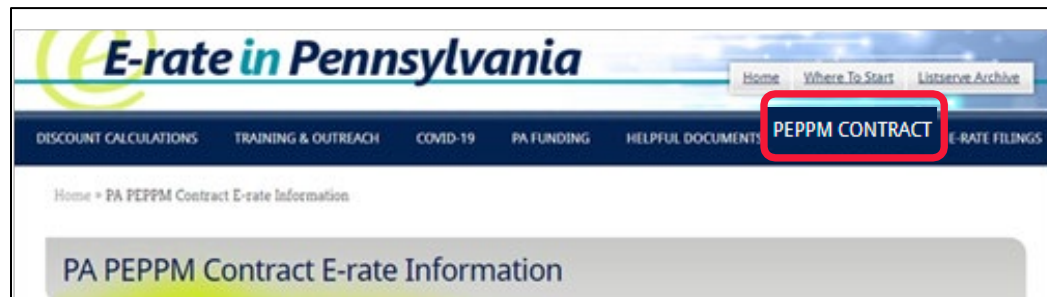 E-rate in Pennsylvania
Home Where To Start Listserve Archive
DISCOUNT CALCULATIONS TRAINING & OUTREACH COVID-19 PA FUNDING HELPFUL DOCUMENTS PEPPM CONTRACT E-RATE FILINGS
Home » PA PEPPM Contract E-rate Information
PA PEPPM Contract E-rate Information